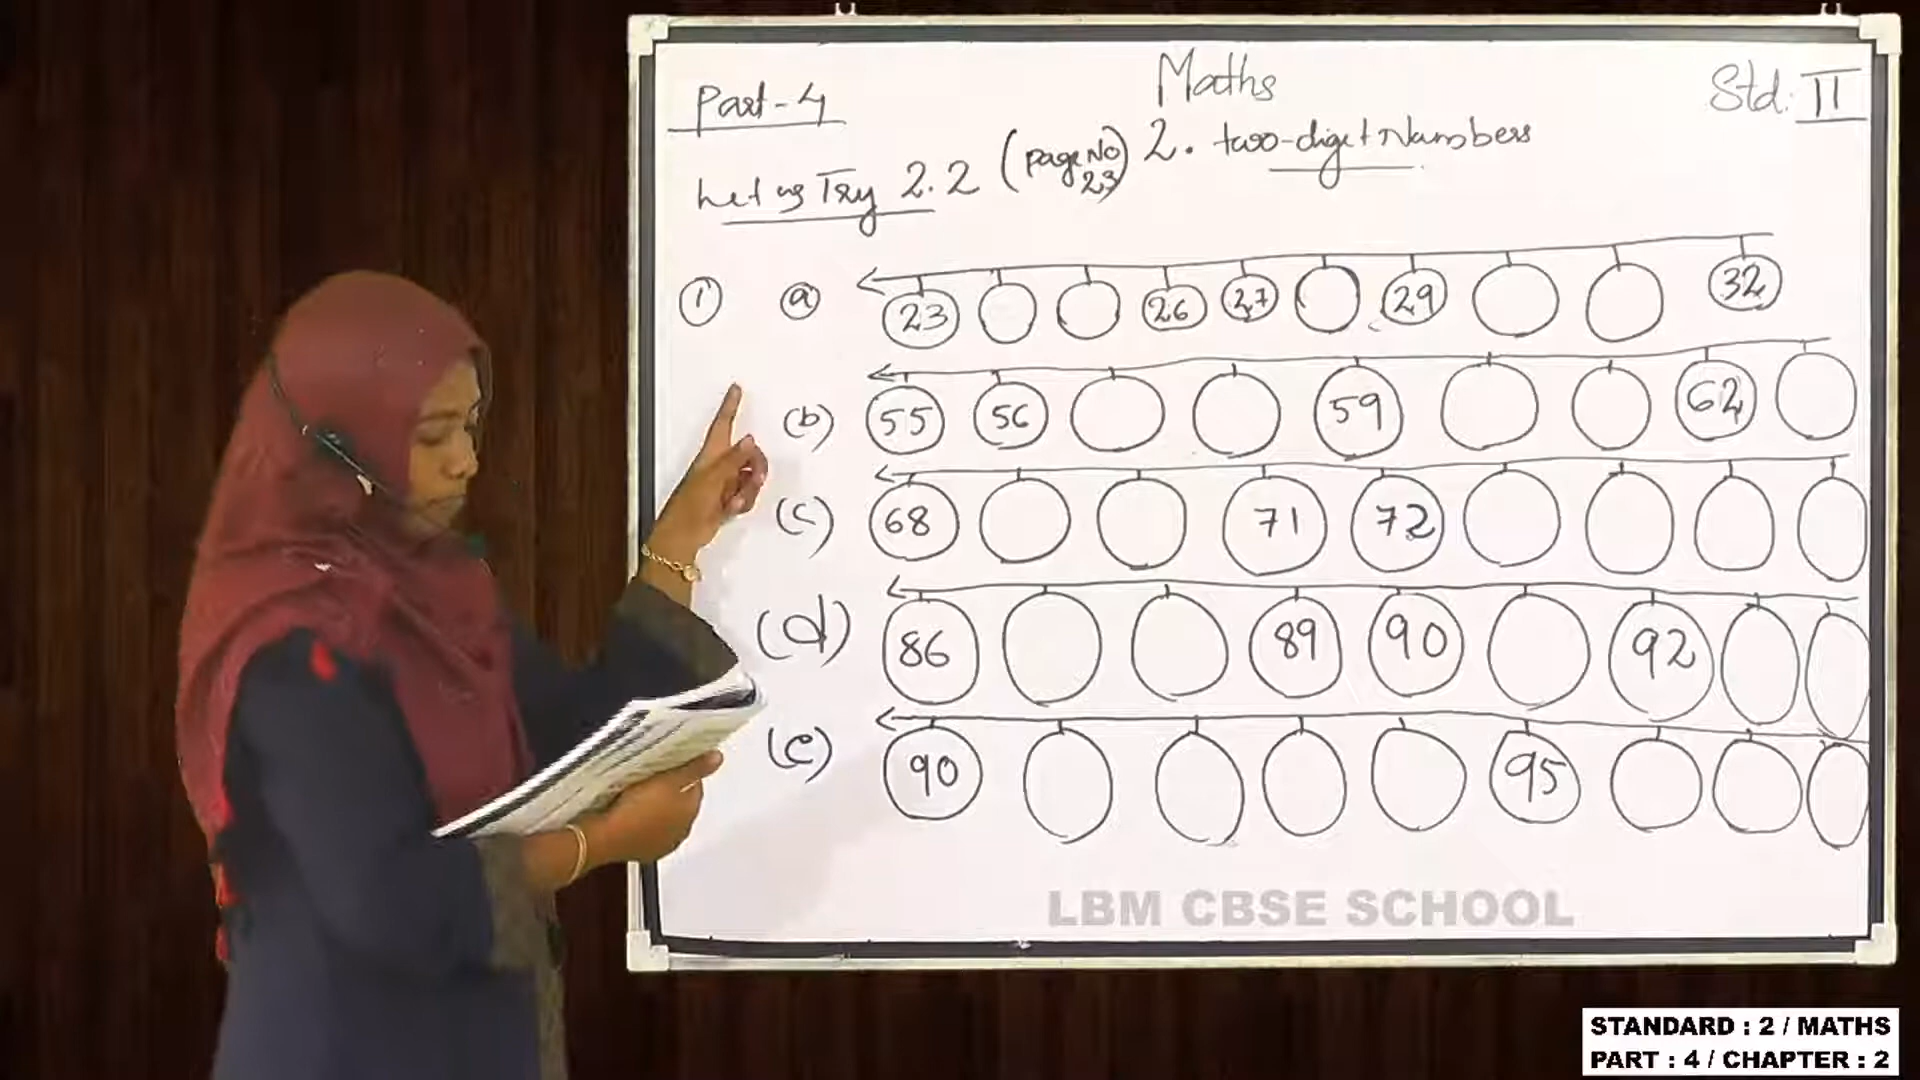 Maths
Part-4
Std: II
2. two-digit Numbers
Let us Try 2.2 (page No 23)
1 a 23 26 27 29 32
(b) 55 56 59 62
(c) 68 71 72
(d) 86 89 90 92
(e) 90 95
LBM CBSE SCHOOL
STANDARD : 2 / MATHS
PART : 4 / CHAPTER : 2